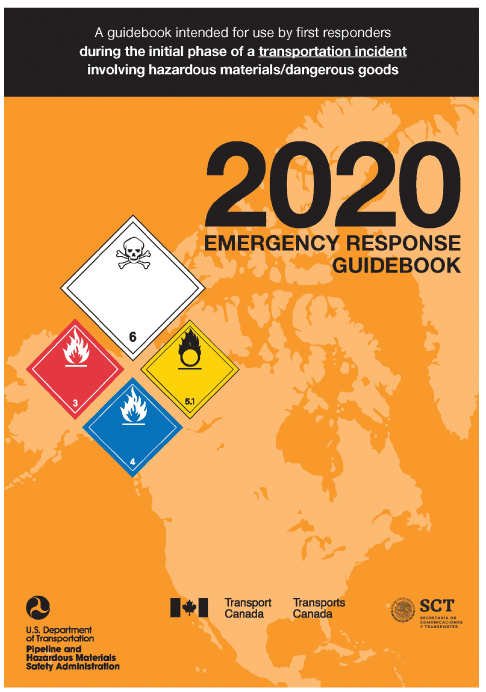 A guidebook intended for use by first responders
during the initial phase of a transportation incident
involving hazardous materials/dangerous goods
2020
EMERGENCY RESPONSE
GUIDEBOOK
6
3
5.1
4
U.S. Department
of Transportation
Pipeline and
Hazardous Materials
Safety Administration
Transport
Canada
Transports
Canada
SCT
SECRETARÍA DE
COMUNICACIONES
Y TRANSPORTES